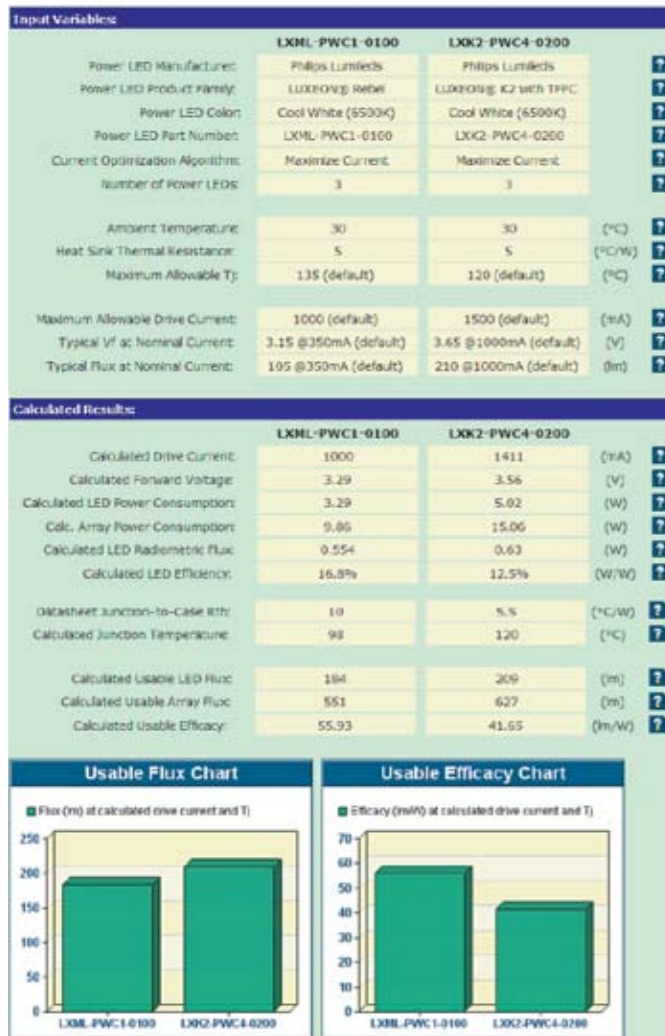 Input Variables:
LXML-PWC1-0100 LXK2-PWC4-0200
Power LED Manufacturer: Philips Lumileds Philips Lumileds ?
Power LED Product Family: LUXEON® Rebel LUXEON® K2 with TFFC ?
Power LED Color: Cool White (6500K) Cool White (6500K) ?
Power LED Part Number: LXML-PWC1-0100 LXK2-PWC4-0200 ?
Current Optimization Algorithm: Maximize Current Maximize Current ?
Number of Power LEDs: 3 3 ?
Ambient Temperature: 30 30 (°C) ?
Heat Sink Thermal Resistance: 5 5 (°C/W) ?
Maximum Allowable Tj: 135 (default) 120 (default) (°C) ?
Maximum Allowable Drive Current: 1000 (default) 1500 (default) (mA) ?
Typical Vf at Nominal Current: 3.15 @350mA (default) 3.65 @1000mA (default) (V) ?
Typical Flux at Nominal Current: 105 @350mA (default) 210 @1000mA (default) (lm) ?
Calculated Results:
LXML-PWC1-0100 LXK2-PWC4-0200
Calculated Drive Current: 1000 1411 (mA) ?
Calculated Forward Voltage: 3.29 3.56 (V) ?
Calculated LED Power Consumption: 3.29 5.02 (W) ?
Calc. Array Power Consumption: 9.86 15.06 (W) ?
Calculated LED Radiometric Flux: 0.554 0.63 (W) ?
Calculated LED Efficiency: 16.8% 12.5% (W/W) ?
Datasheet Junction-to-Case Rth: 10 5.5 (°C/W) ?
Calculated Junction Temperature: 98 120 (°C) ?
Calculated Usable LED Flux: 184 209 (lm) ?
Calculated Usable Array Flux: 551 627 (lm) ?
Calculated Usable Efficacy: 55.93 41.65 (lm/W) ?
Usable Flux Chart
Flux (lm) at calculated drive current and Tj
250
200
150
100
50
0
LXML-PWC1-0100 LXK2-PWC4-0200
Usable Efficacy Chart
Efficacy (lm/W) at calculated drive current and Tj
70
60
50
40
30
20
10
0
LXML-PWC1-0100 LXK2-PWC4-0200